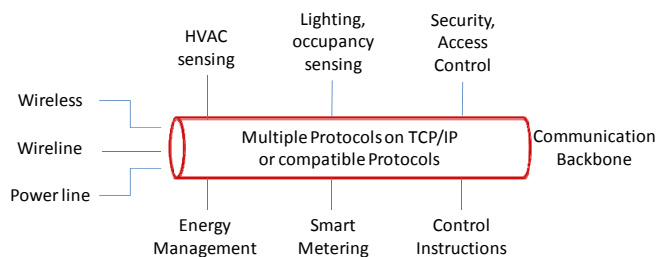 HVAC
sensing
Lighting,
occupancy
sensing
Security,
Access
Control
Wireless
Wireline
Power line
Multiple Protocols on TCP/IP
or compatible Protocols
Communication
Backbone
Energy
Management
Smart
Metering
Control
Instructions